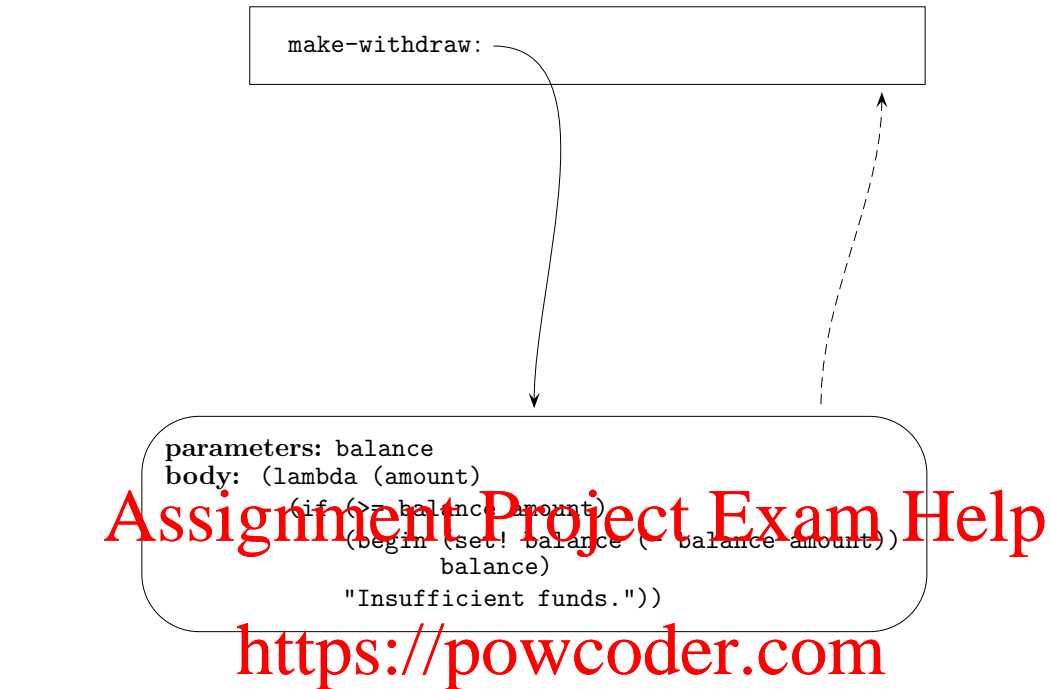 make-withdraw:
parameters: balance
body: (lambda (amount)
(if (>= balance amount)
Assignment Project Exam Help
(begin (set! balance (- balance amount))
balance)
"Insufficient funds."))
https://powcoder.com